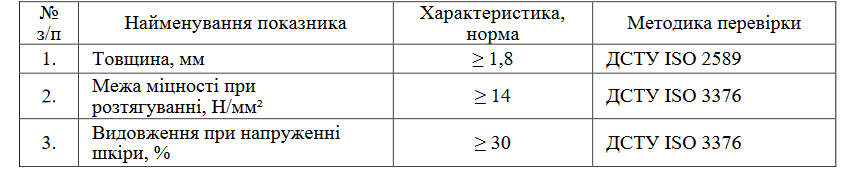 № з/п Найменування показника Характеристика, норма Методика перевірки
1. Товщина, мм ≥ 1,8 ДСТУ ISO 2589
2. Межа міцності при
розтягуванні, Н/мм² ≥ 14 ДСТУ ISO 3376
3. Видовження при напруженні
шкіри, % ≥ 30 ДСТУ ISO 3376